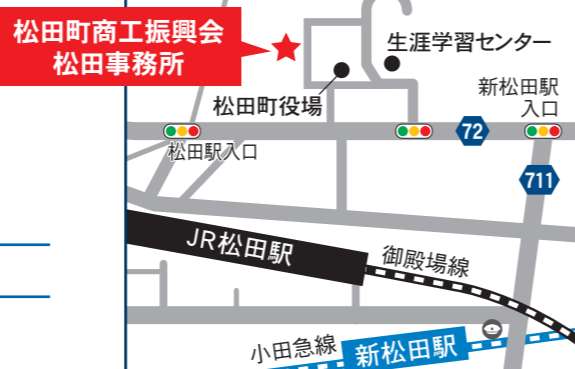 松田町商工振興会
松田事務所
生涯学習センター
松田町役場
新松田駅
入口
72
松田駅入口
711
JR松田駅
御殿場線
小田急線
新松田駅